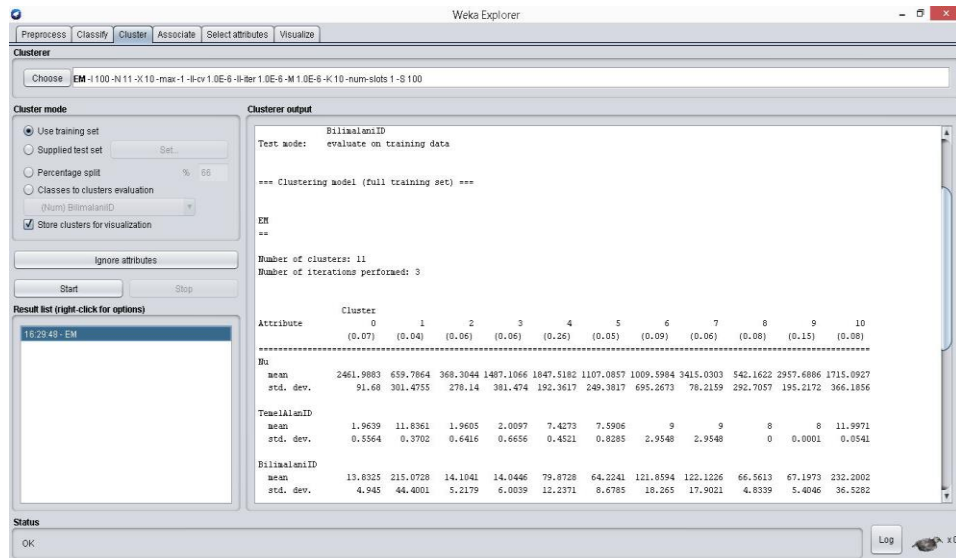 Weka Explorer
Preprocess Classify Cluster Associate Select attributes Visualize
Clusterer
Choose EM -I 100 -N 11 -X 10 -max -1 -ll-cv 1.0E-6 -ll-iter 1.0E-6 -M 1.0E-6 -K 10 -num-slots 1 -S 100
Cluster mode
Use training set
Supplied test set Set...
Percentage split % 66
Classes to clusters evaluation
(Num) BilimalaniID
Store clusters for visualization
Ignore attributes
Start Stop
Result list (right-click for options)
16:29:48 - EM
Clusterer output
BilimalaniID
Test mode: evaluate on training data
=== Clustering model (full training set) ===
EM
==
Number of clusters: 11
Number of iterations performed: 3
Cluster
Attribute 0 1 2 3 4 5 6 7 8 9 10
(0.07) (0.04) (0.06) (0.06) (0.26) (0.05) (0.09) (0.06) (0.08) (0.15) (0.08)
Nu
mean 2461.9883 659.7864 368.3044 1487.1066 1847.5182 1107.0857 1009.5984 3415.0303 542.1622 2957.6886 1715.0927
std. dev. 91.68 301.4755 278.14 381.474 192.3617 249.3817 695.2673 78.2159 292.7057 195.2172 366.1856
TemelAlanID
mean 1.9639 11.8361 1.9605 2.0097 7.4273 7.5906 9 9 8 8 11.9971
std. dev. 0.5564 0.3702 0.6416 0.6656 0.4521 0.8285 2.9548 2.9548 0 0.0001 0.0541
BilimalaniID
mean 13.8325 215.0728 14.1041 14.0446 79.8728 64.2241 121.8594 122.1226 66.5613 67.1973 232.2002
std. dev. 4.945 44.4001 5.2179 6.0039 12.2371 8.6785 18.265 17.9021 4.8339 5.4046 36.5282
Status
OK
Log
x 0